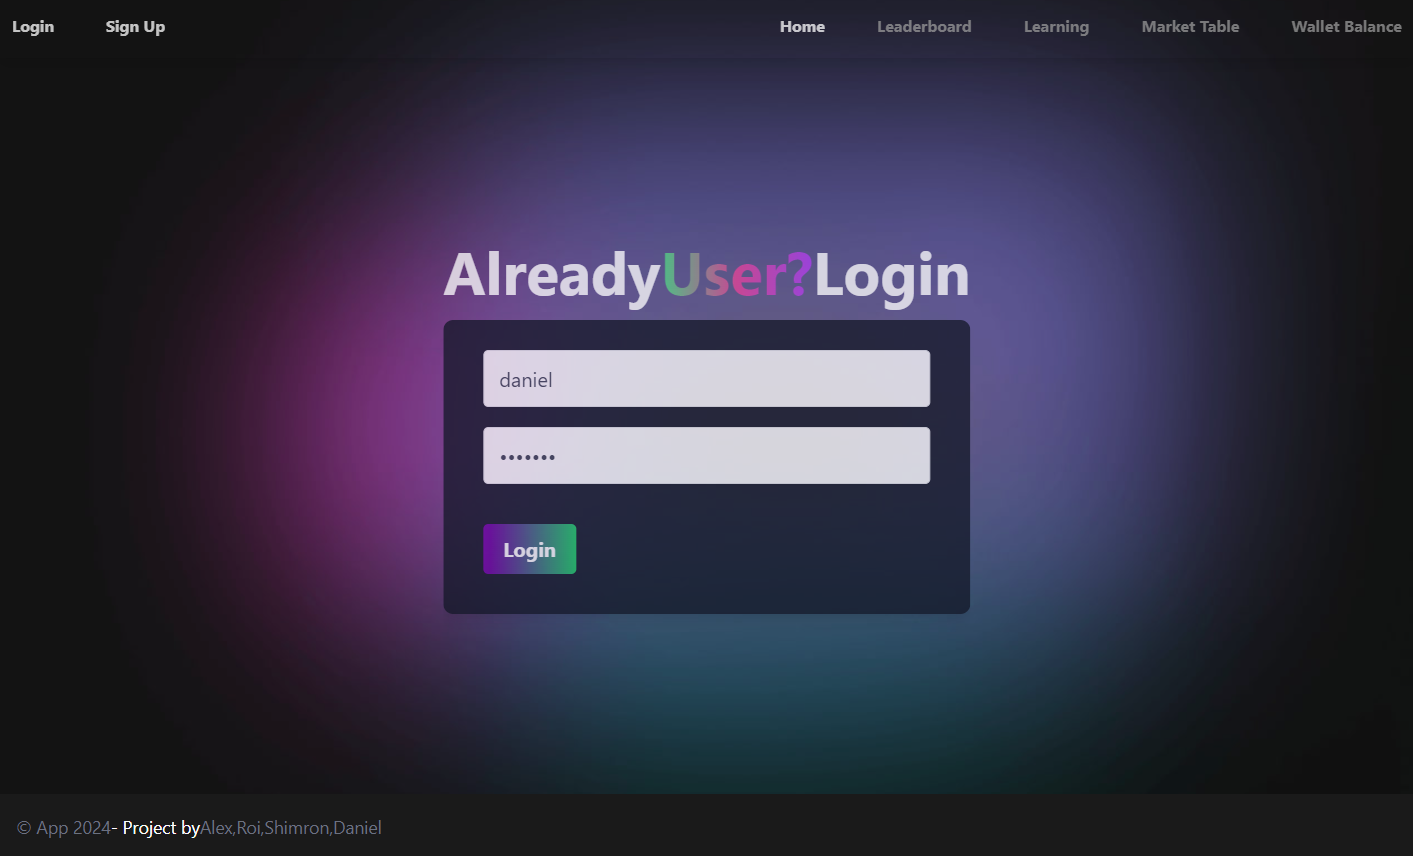 Login Sign Up Home Leaderboard Learning Market Table Wallet Balance
AlreadyUser?Login
daniel
•••••••
Login
© App 2024- Project byAlex,Roi,Shimron,Daniel